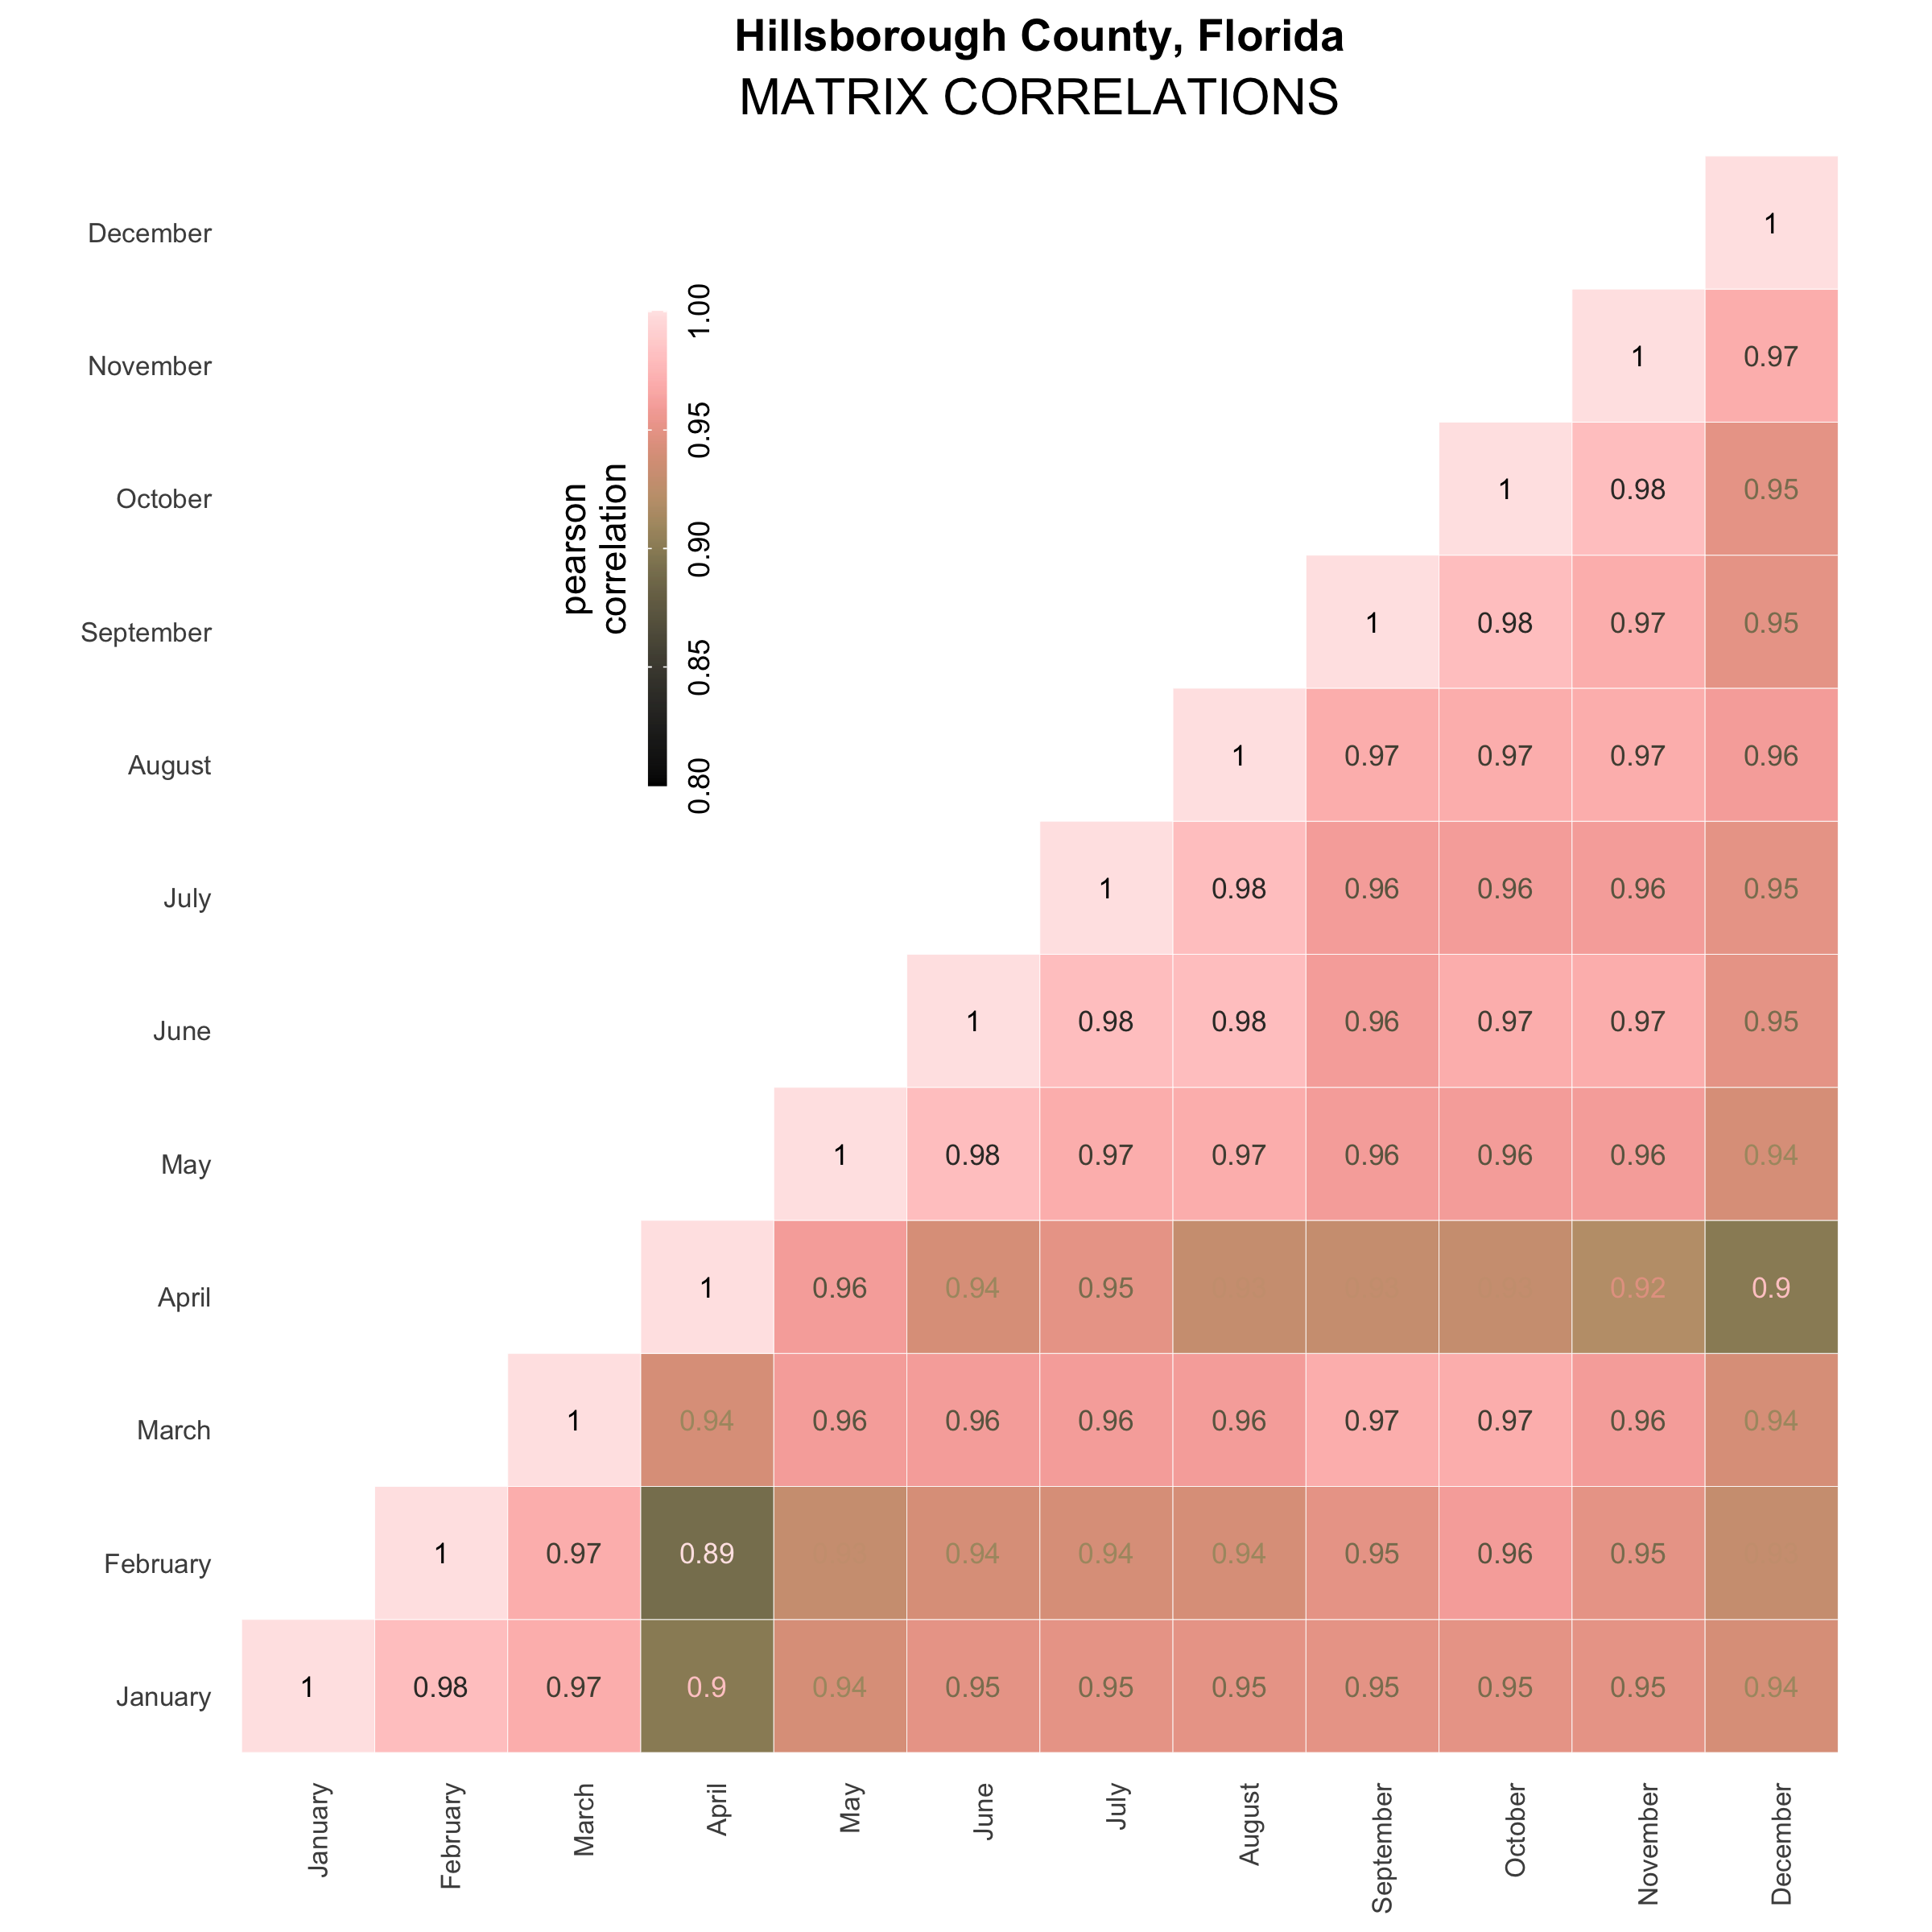 Hillsborough County, Florida
MATRIX CORRELATIONS
December 1
November 1 0.97
October 1 0.98 0.95
September 1 0.98 0.97 0.95
August 1 0.97 0.97 0.97 0.96
July 1 0.98 0.96 0.96 0.96 0.95
June 1 0.98 0.98 0.96 0.97 0.97 0.95
May 1 0.98 0.97 0.97 0.96 0.96 0.96 0.94
April 1 0.96 0.94 0.95 0.92 0.9
March 1 0.94 0.96 0.96 0.96 0.96 0.97 0.97 0.96 0.94
February 1 0.97 0.89 0.94 0.94 0.94 0.95 0.96 0.95
January 1 0.98 0.97 0.9 0.94 0.95 0.95 0.95 0.95 0.95 0.95 0.94
January February March April May June July August September October November December
pearson
correlation
0.80 0.85 0.90 0.95 1.00